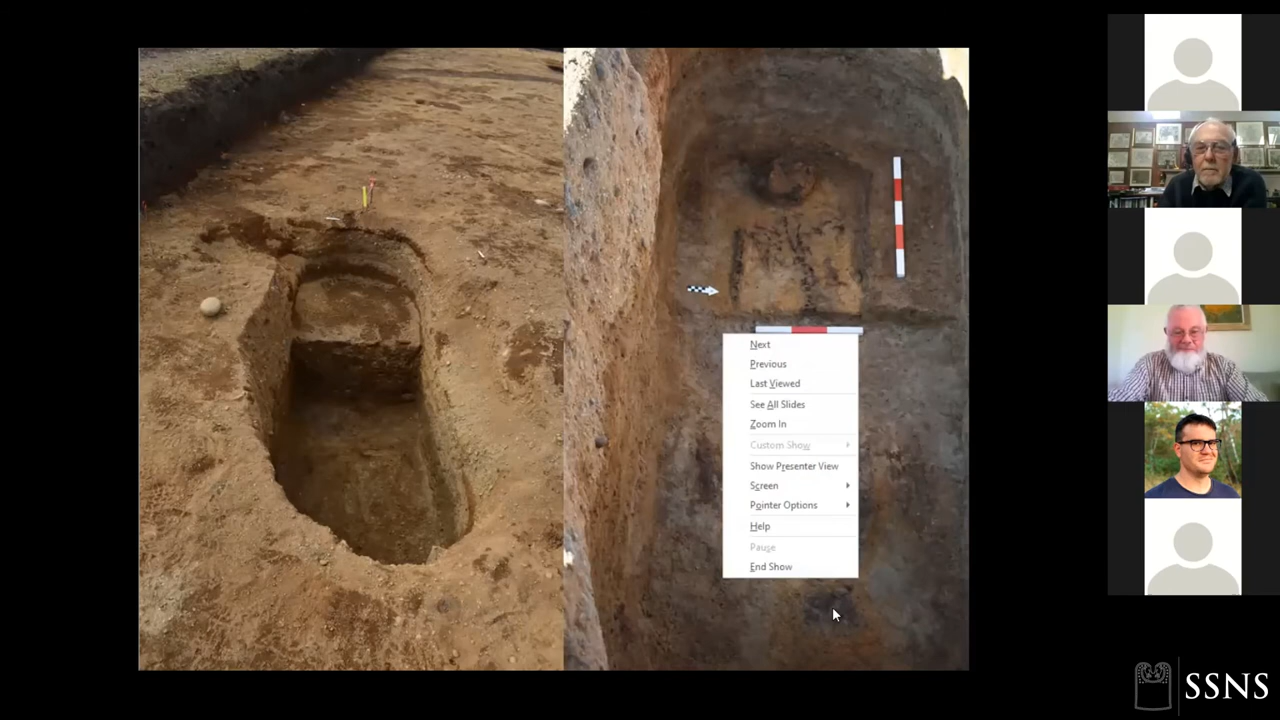 Next
Previous
Last Viewed
See All Slides
Zoom In
Custom Show
Show Presenter View
Screen
Pointer Options
Help
Pause
End Show
SSNS